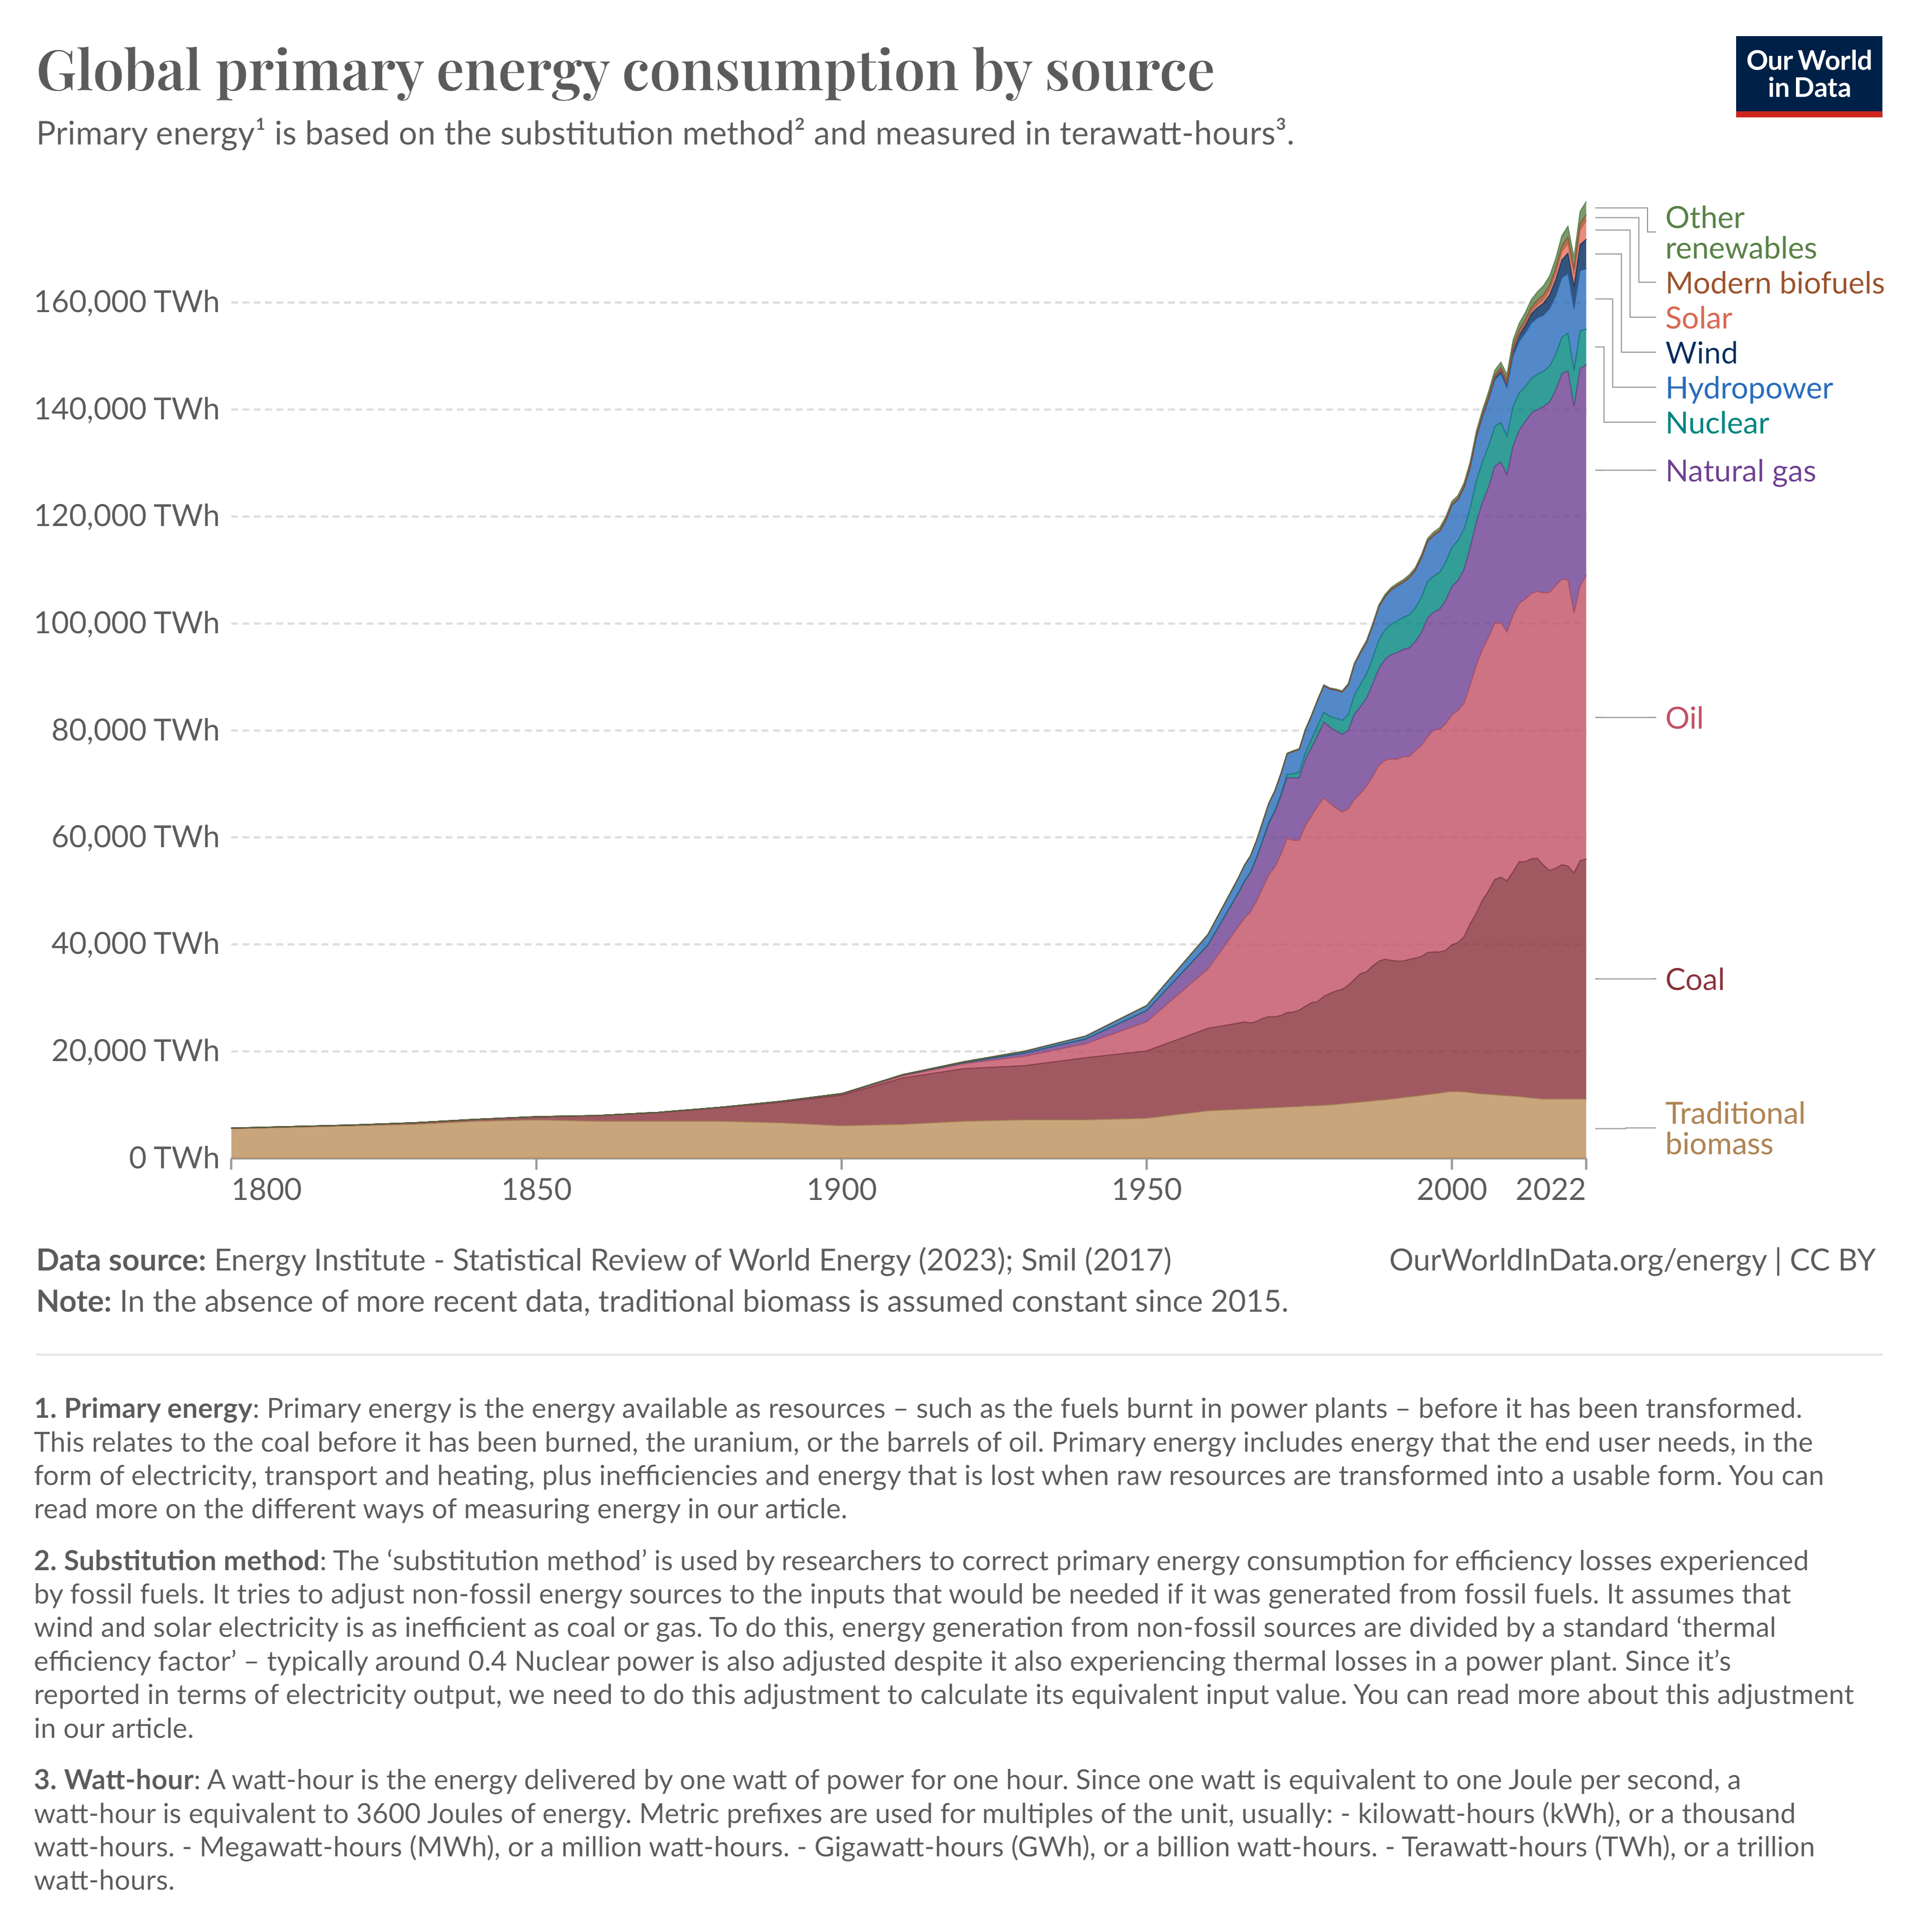 Global primary energy consumption by source
Our World
in Data
Primary energy¹ is based on the substitution method² and measured in terawatt-hours³.
Other
renewables
Modern biofuels
Solar
Wind
Hydropower
Nuclear
Natural gas
Oil
Coal
Traditional
biomass
160,000 TWh
140,000 TWh
120,000 TWh
100,000 TWh
80,000 TWh
60,000 TWh
40,000 TWh
20,000 TWh
0 TWh
1800 1850 1900 1950 2000 2022
Data source: Energy Institute - Statistical Review of World Energy (2023); Smil (2017) OurWorldInData.org/energy | CC BY
Note: In the absence of more recent data, traditional biomass is assumed constant since 2015.
1. Primary energy: Primary energy is the energy available as resources – such as the fuels burnt in power plants – before it has been transformed.
This relates to the coal before it has been burned, the uranium, or the barrels of oil. Primary energy includes energy that the end user needs, in the
form of electricity, transport and heating, plus inefficiencies and energy that is lost when raw resources are transformed into a usable form. You can
read more on the different ways of measuring energy in our article.
2. Substitution method: The ‘substitution method’ is used by researchers to correct primary energy consumption for efficiency losses experienced
by fossil fuels. It tries to adjust non-fossil energy sources to the inputs that would be needed if it was generated from fossil fuels. It assumes that
wind and solar electricity is as inefficient as coal or gas. To do this, energy generation from non-fossil sources are divided by a standard ‘thermal
efficiency factor’ – typically around 0.4 Nuclear power is also adjusted despite it also experiencing thermal losses in a power plant. Since it’s
reported in terms of electricity output, we need to do this adjustment to calculate its equivalent input value. You can read more about this adjustment
in our article.
3. Watt-hour: A watt-hour is the energy delivered by one watt of power for one hour. Since one watt is equivalent to one Joule per second, a
watt-hour is equivalent to 3600 Joules of energy. Metric prefixes are used for multiples of the unit, usually: - kilowatt-hours (kWh), or a thousand
watt-hours. - Megawatt-hours (MWh), or a million watt-hours. - Gigawatt-hours (GWh), or a billion watt-hours. - Terawatt-hours (TWh), or a trillion
watt-hours.